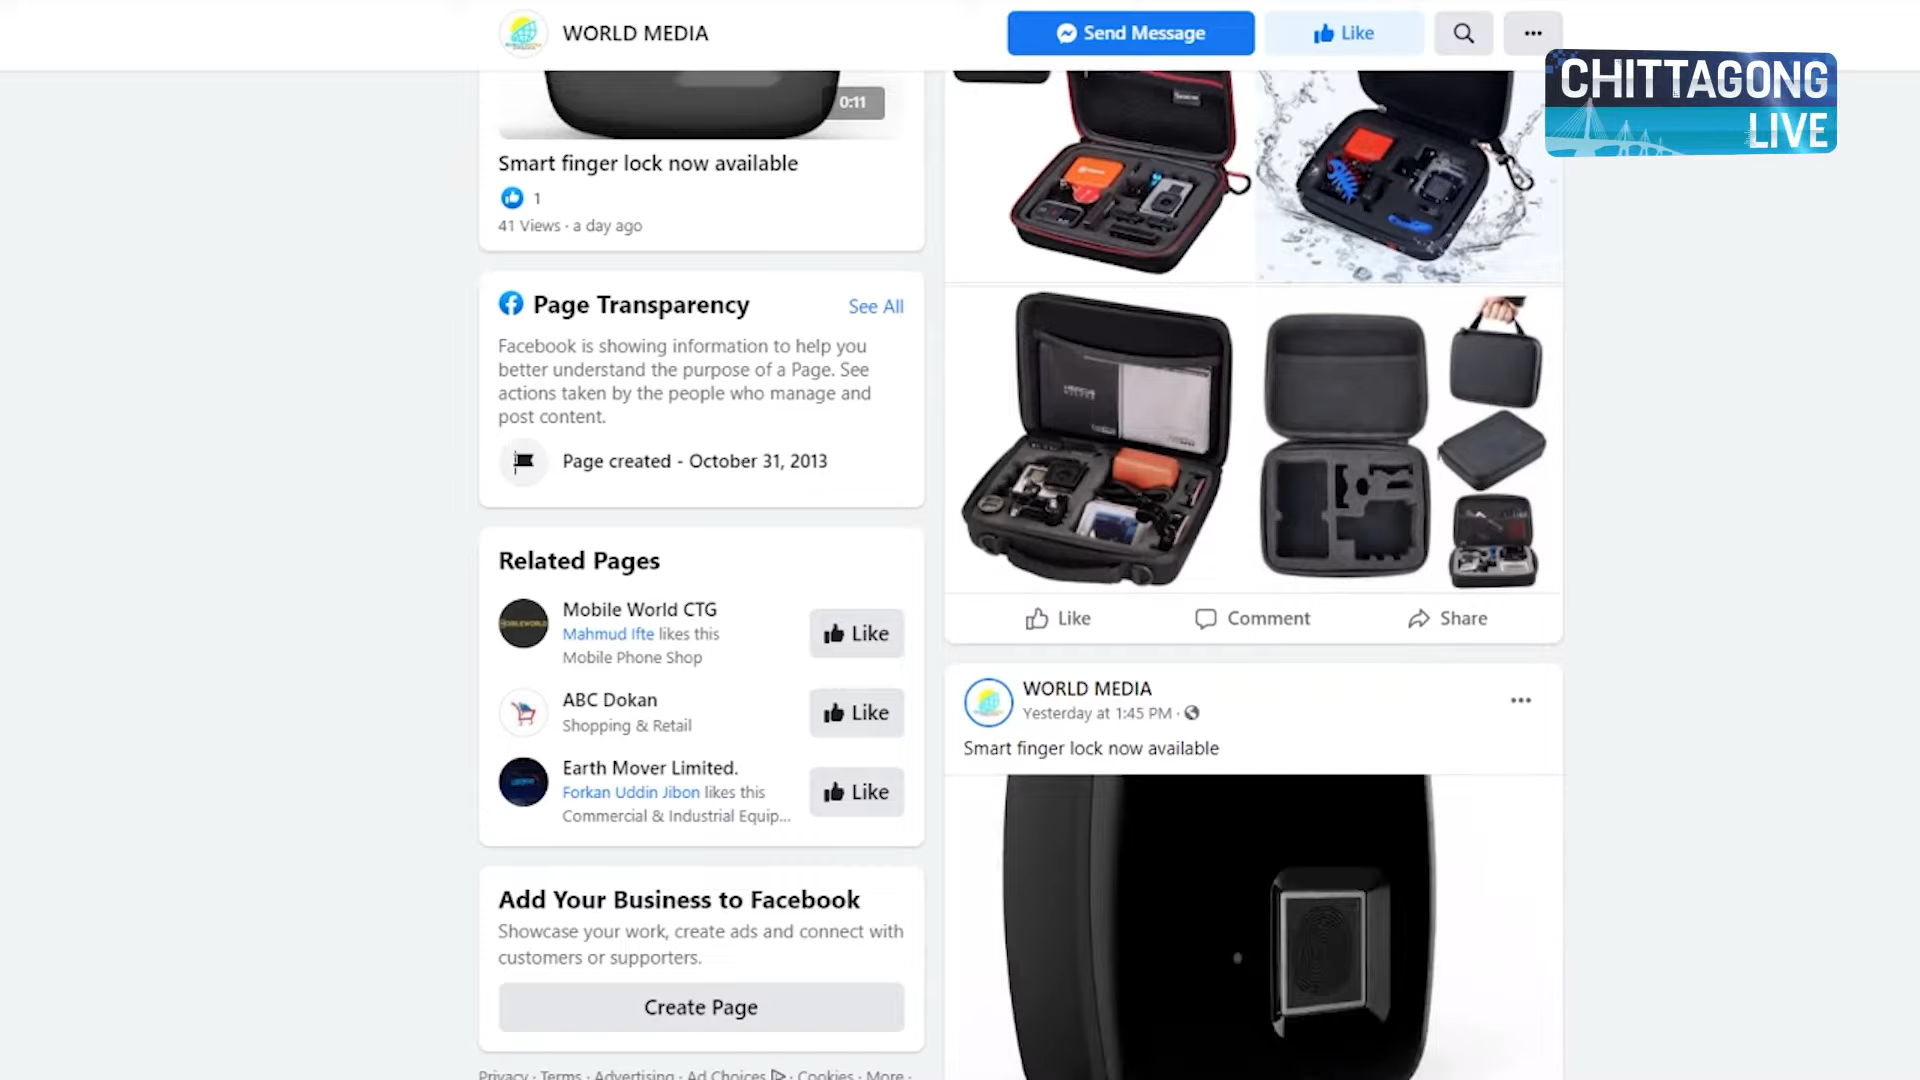 WORLD MEDIA
Send Message
Like
CHITTAGONG
LIVE
0:11
Smart finger lock now available
1
41 Views · a day ago
Page Transparency
See All
Facebook is showing information to help you
better understand the purpose of a Page. See
actions taken by the people who manage and
post content.
Page created - October 31, 2013
Related Pages
Mobile World CTG
Mahmud Ifte likes this
Mobile Phone Shop
Like
ABC Dokan
Shopping & Retail
Like
Earth Mover Limited.
Forkan Uddin Jibon likes this
Commercial & Industrial Equip...
Like
Add Your Business to Facebook
Showcase your work, create ads and connect with
customers or supporters.
Create Page
Privacy · Terms · Advertising · Ad Choices · Cookies · More ·
Like
Comment
Share
WORLD MEDIA
Yesterday at 1:45 PM ·
Smart finger lock now available